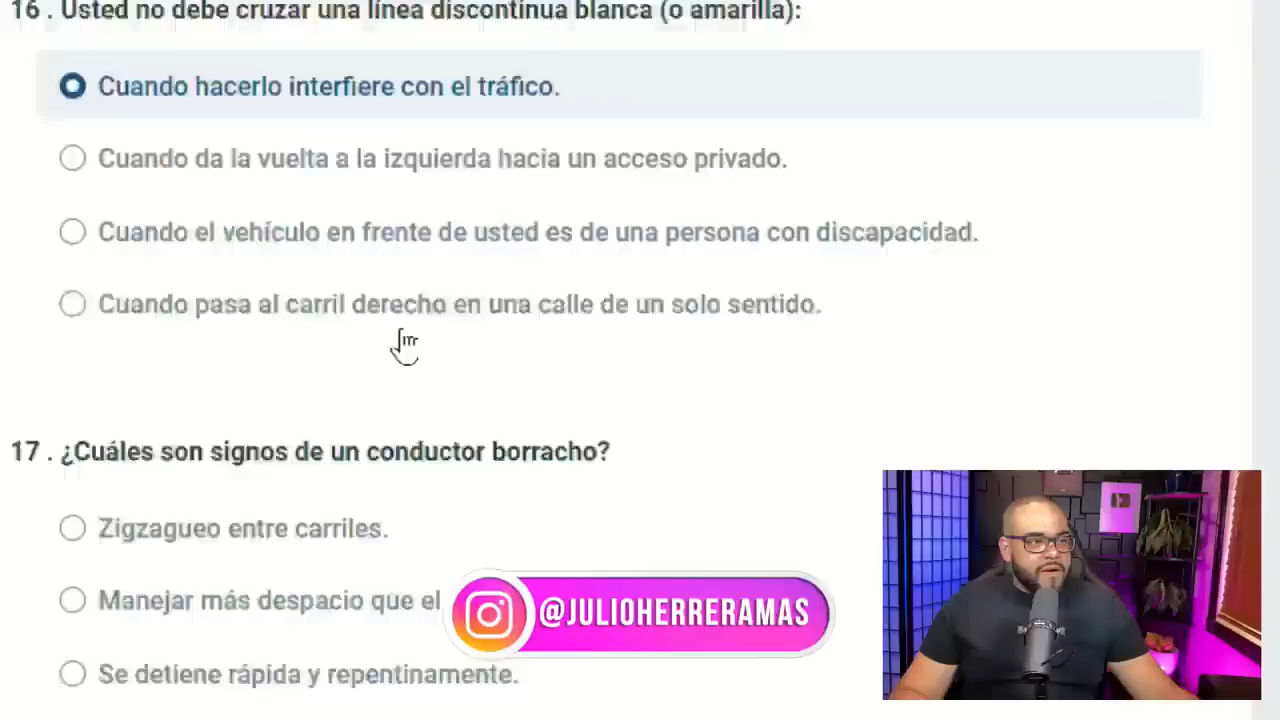 16 . Usted no debe cruzar una línea discontinua blanca (o amarilla):
Cuando hacerlo interfiere con el tráfico.
Cuando da la vuelta a la izquierda hacia un acceso privado.
Cuando el vehículo en frente de usted es de una persona con discapacidad.
Cuando pasa al carril derecho en una calle de un solo sentido.
17 . ¿Cuáles son signos de un conductor borracho?
Zigzagueo entre carriles.
Manejar más despacio que el
@JULIOHERRERAMAS
Se detiene rápida y repentinamente.